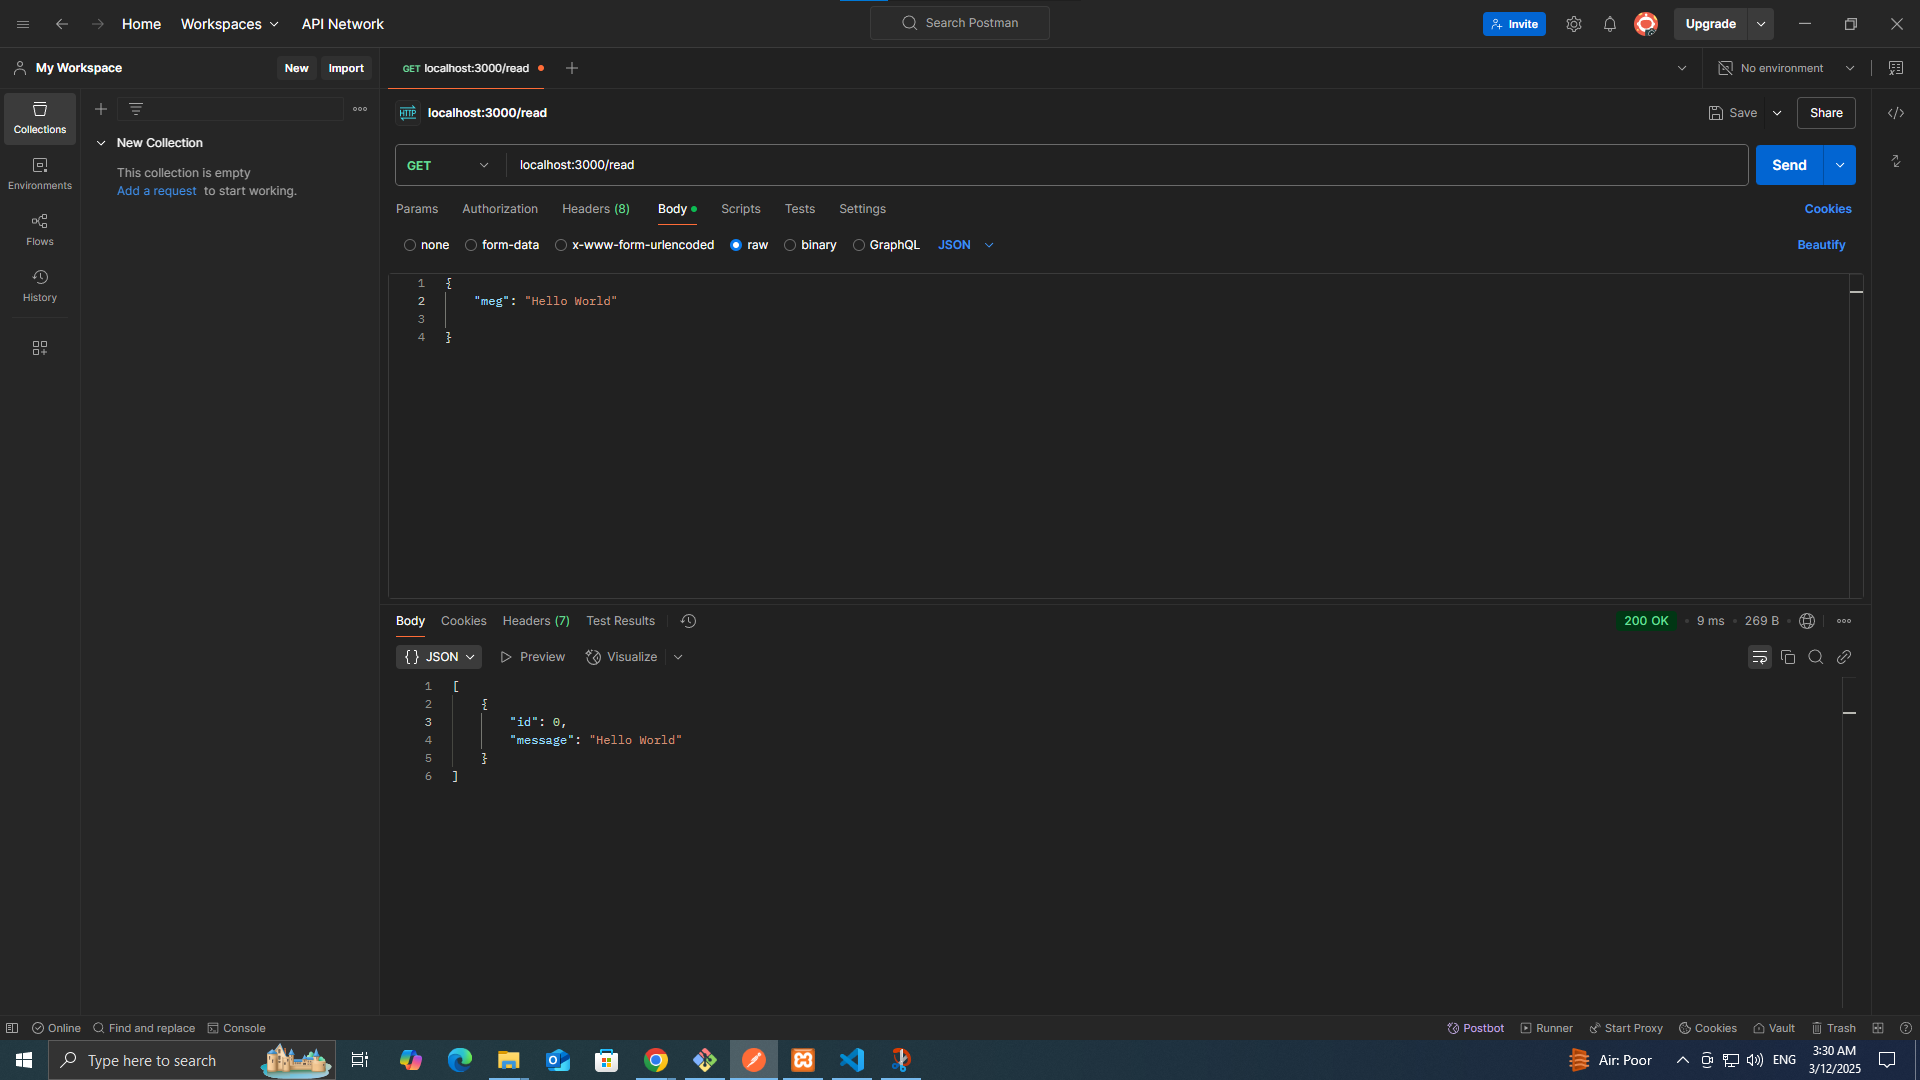 Home Workspaces API Network Search Postman Invite Upgrade
My Workspace New Import GET localhost:3000/read No environment
HTTP localhost:3000/read Save Share
Collections
New Collection
This collection is empty
Add a request to start working.
Environments
Flows
History
GET localhost:3000/read Send
Params Authorization Headers (8) Body Scripts Tests Settings Cookies
none form-data x-www-form-urlencoded raw binary GraphQL JSON Beautify
1 {
2 "meg": "Hello World"
3
4 }
Body Cookies Headers (7) Test Results 200 OK 9 ms 269 B
{} JSON Preview Visualize
1 [
2 {
3 "id": 0,
4 "message": "Hello World"
5 }
6 ]
Online Find and replace Console Postbot Runner Start Proxy Cookies Vault Trash
Type here to search Air: Poor ENG 3:30 AM
3/12/2025